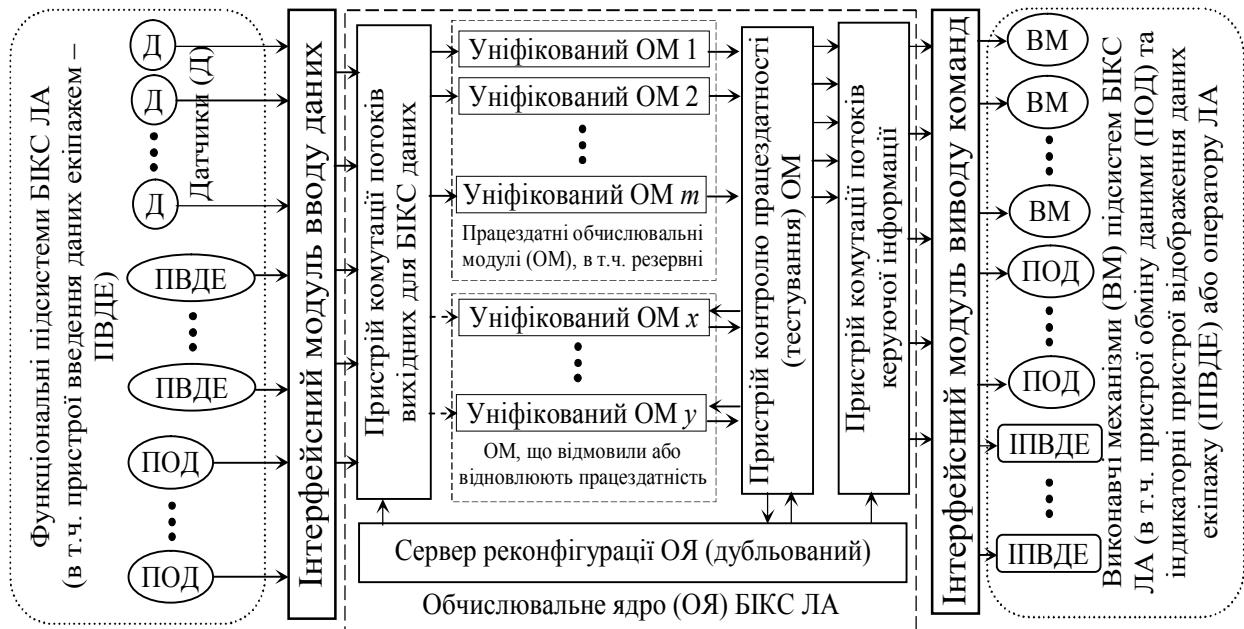 Функціональні підсистеми БІКС ЛА
(в т.ч. пристрої введення даних екіпажем –
ПВДЕ)
Д
Д
Д
Датчики (Д)
ПВДЕ
ПВДЕ
ПОД
ПОД
Інтерфейсний модуль вводу даних
Пристрій комутації потоків
вихідних для БІКС даних
Уніфікований ОМ 1
Уніфікований ОМ 2
Уніфікований ОМ m
Працездатні обчислювальні
модулі (ОМ), в т.ч. резервні
Уніфікований ОМ x
Уніфікований ОМ y
ОМ, що відмовили або
відновлюють працездатність
Пристрій контролю працездатності
(тестування) ОМ
Пристрій комутації потоків
керуючої інформації
Сервер реконфігурації ОЯ (дубльований)
Обчислювальне ядро (ОЯ) БІКС ЛА
Інтерфейсний модуль виводу команд
ВМ
ВМ
ВМ
ПОД
ПОД
ІПВДЕ
ІПВДЕ
Виконавчі механізми (ВМ) підсистем БІКС
ЛА (в т.ч. пристрої обміну даними (ПОД) та
індикаторні пристрої відображення даних
екіпажу (ІПВДЕ) або оператору ЛА